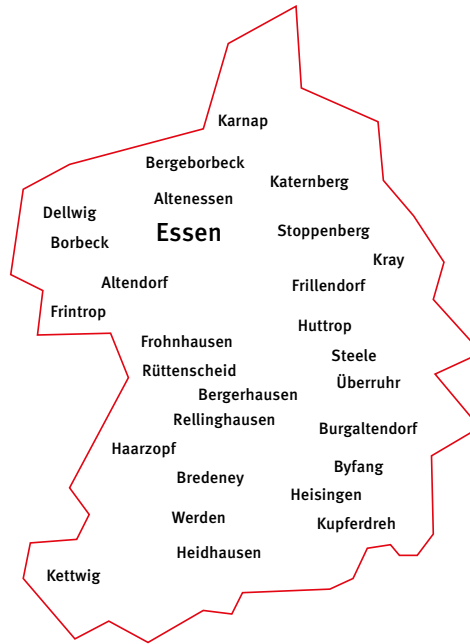 Karnap
Bergeborbeck
Katernberg
Altenessen
Dellwig
Essen
Stoppenberg
Borbeck
Kray
Altendorf
Frillendorf
Frintrop
Huttrop
Frohnhausen
Steele
Rüttenscheid
Überruhr
Bergerhausen
Rellinghausen
Burgaltendorf
Haarzopf
Byfang
Bredeney
Heisingen
Werden
Kupferdreh
Heidhausen
Kettwig